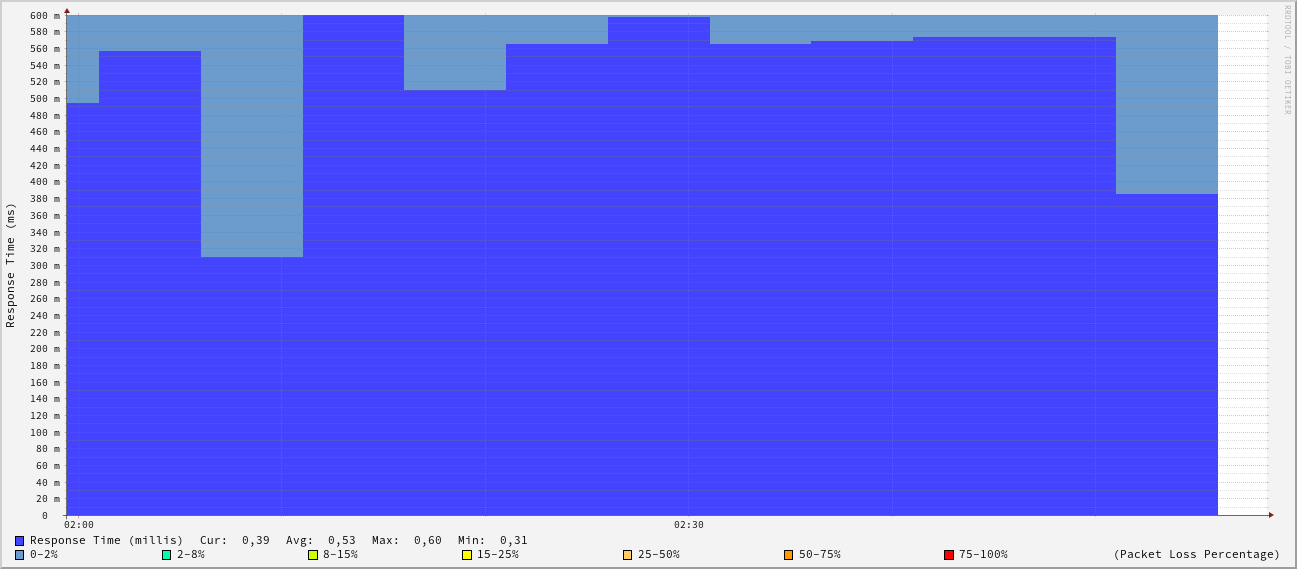 600 m
580 m
560 m
540 m
520 m
500 m
480 m
460 m
440 m
420 m
400 m
380 m
360 m
340 m
320 m
300 m
280 m
260 m
240 m
220 m
200 m
180 m
160 m
140 m
120 m
100 m
80 m
60 m
40 m
20 m
0
Response Time (ms)
RRDTOOL / TOBI OETIKER
02:00 02:30
Response Time (millis) Cur: 0,39 Avg: 0,53 Max: 0,60 Min: 0,31
0-2% 2-8% 8-15% 15-25% 25-50% 50-75% 75-100% (Packet Loss Percentage)